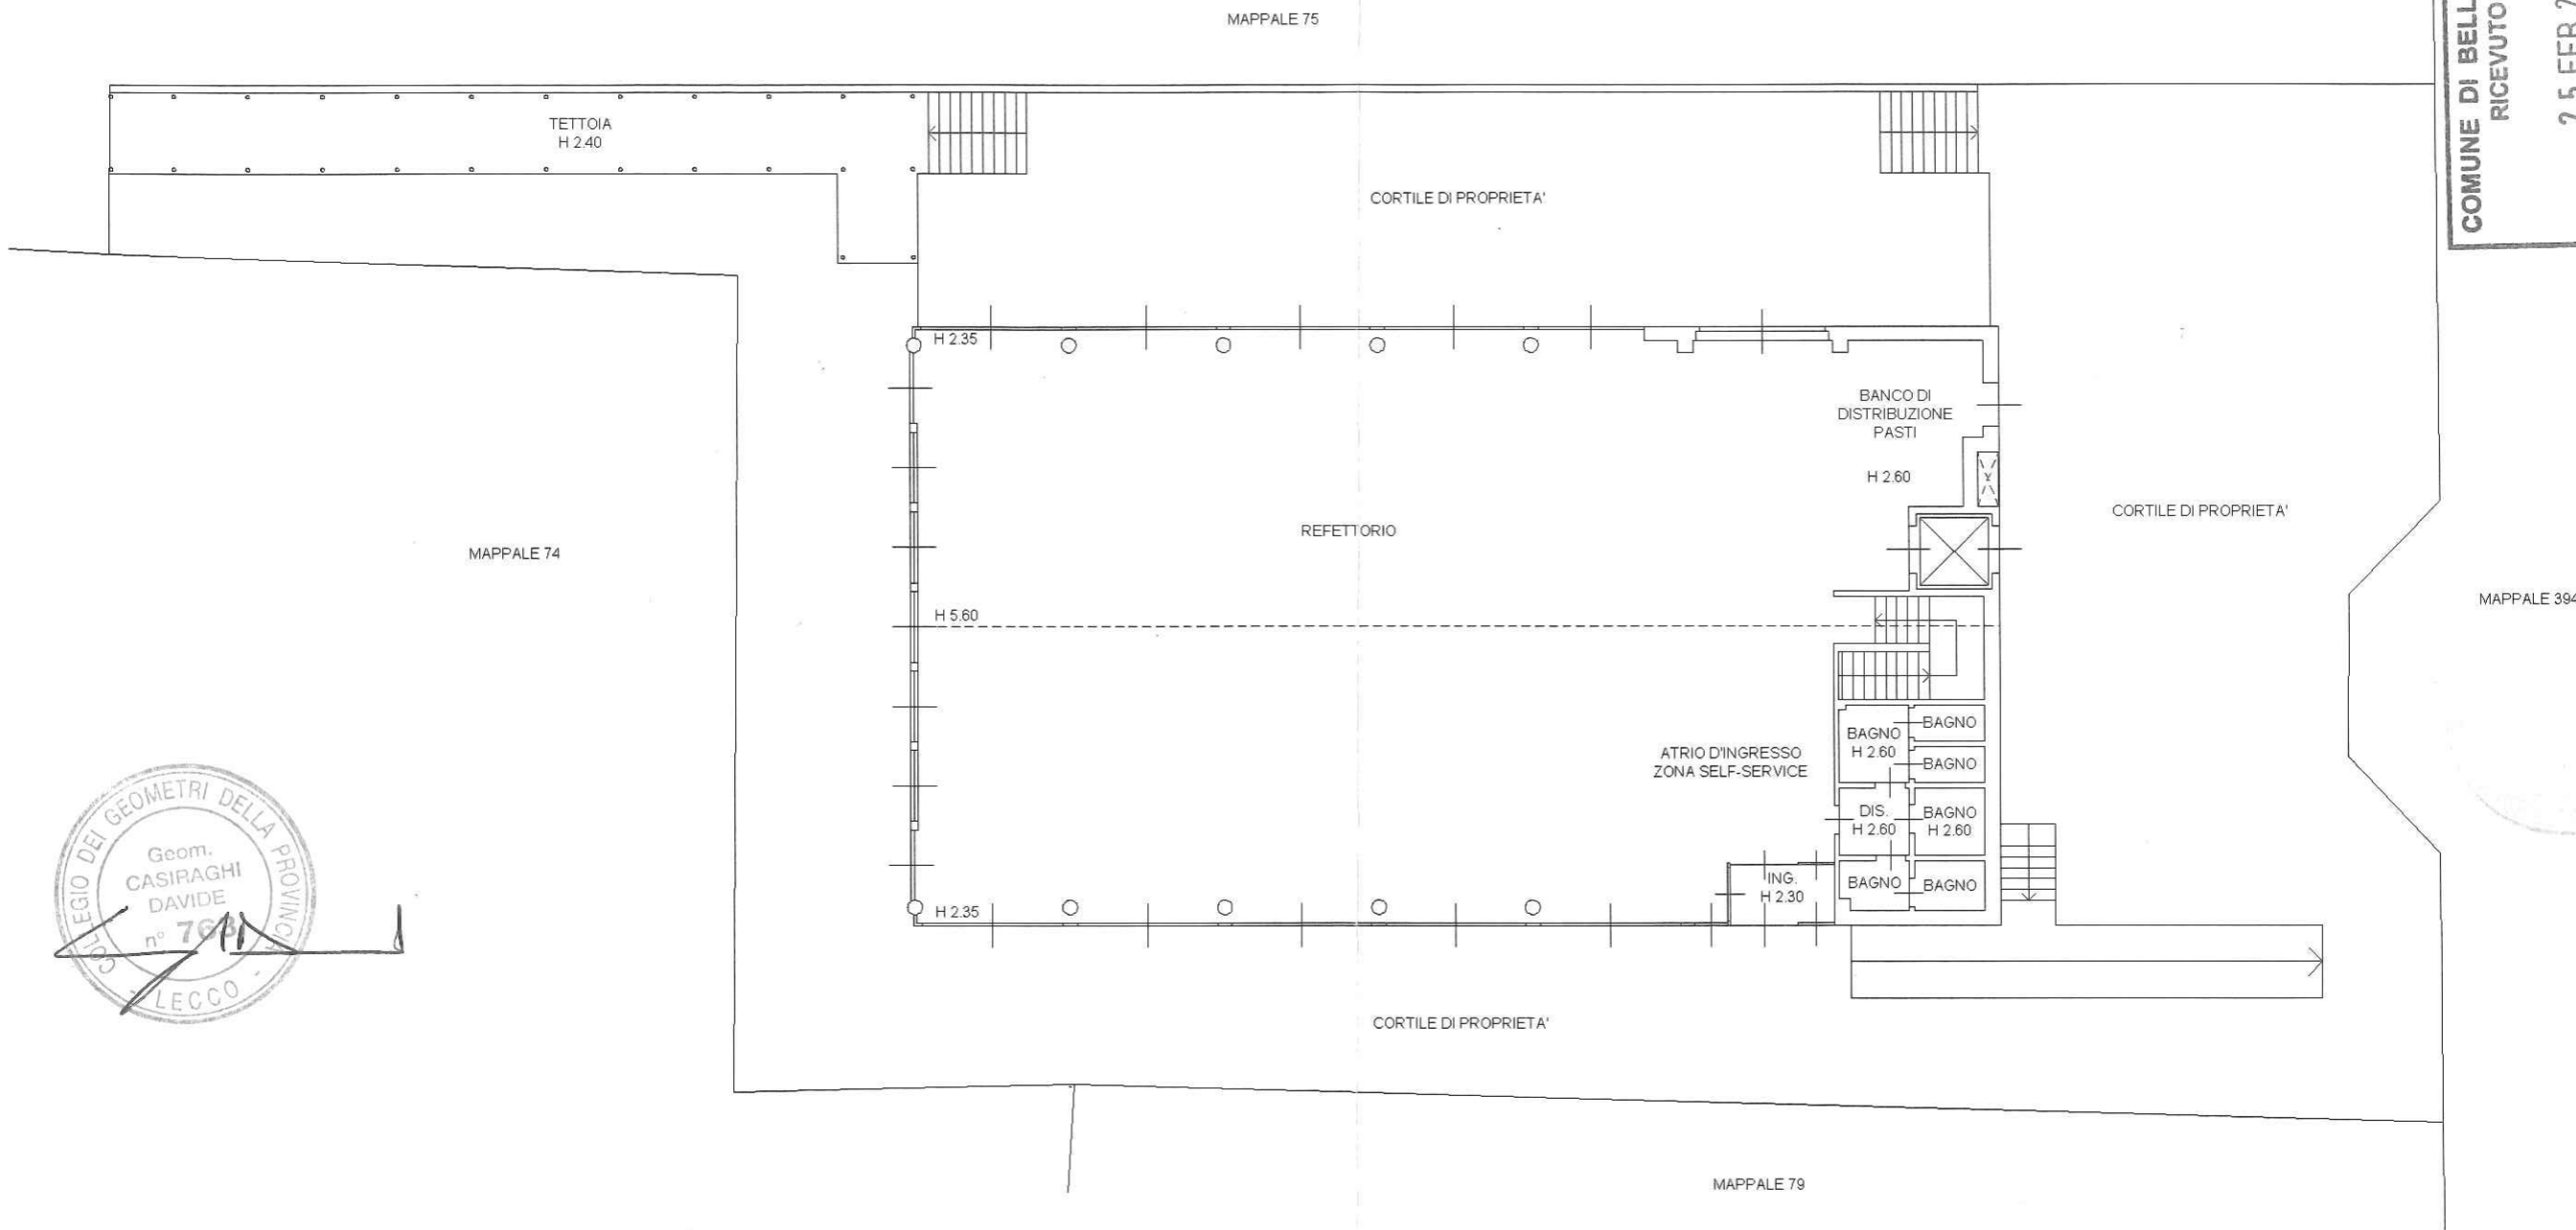 MAPPALE 75
COMUNE DI BELL
RICEVUTO
25 FEB
TETTOIA
H 2.40
CORTILE DI PROPRIETA'
H 2.35
BANCO DI
DISTRIBUZIONE
PASTI
H 2.60
REFETTORIO
CORTILE DI PROPRIETA'
MAPPALE 74
MAPPALE 394
H 5.60
BAGNO
BAGNO
H 2.60
BAGNO
ATRIO D'INGRESSO
ZONA SELF-SERVICE
DIS.
H 2.60
BAGNO
H 2.60
ING.
H 2.30
BAGNO
BAGNO
H 2.35
COLLEGIO DEI GEOMETRI DELLA PROVINCIA
- LECCO -
Geom.
CASIRAGHI
DAVIDE
n° 763
CORTILE DI PROPRIETA'
MAPPALE 79